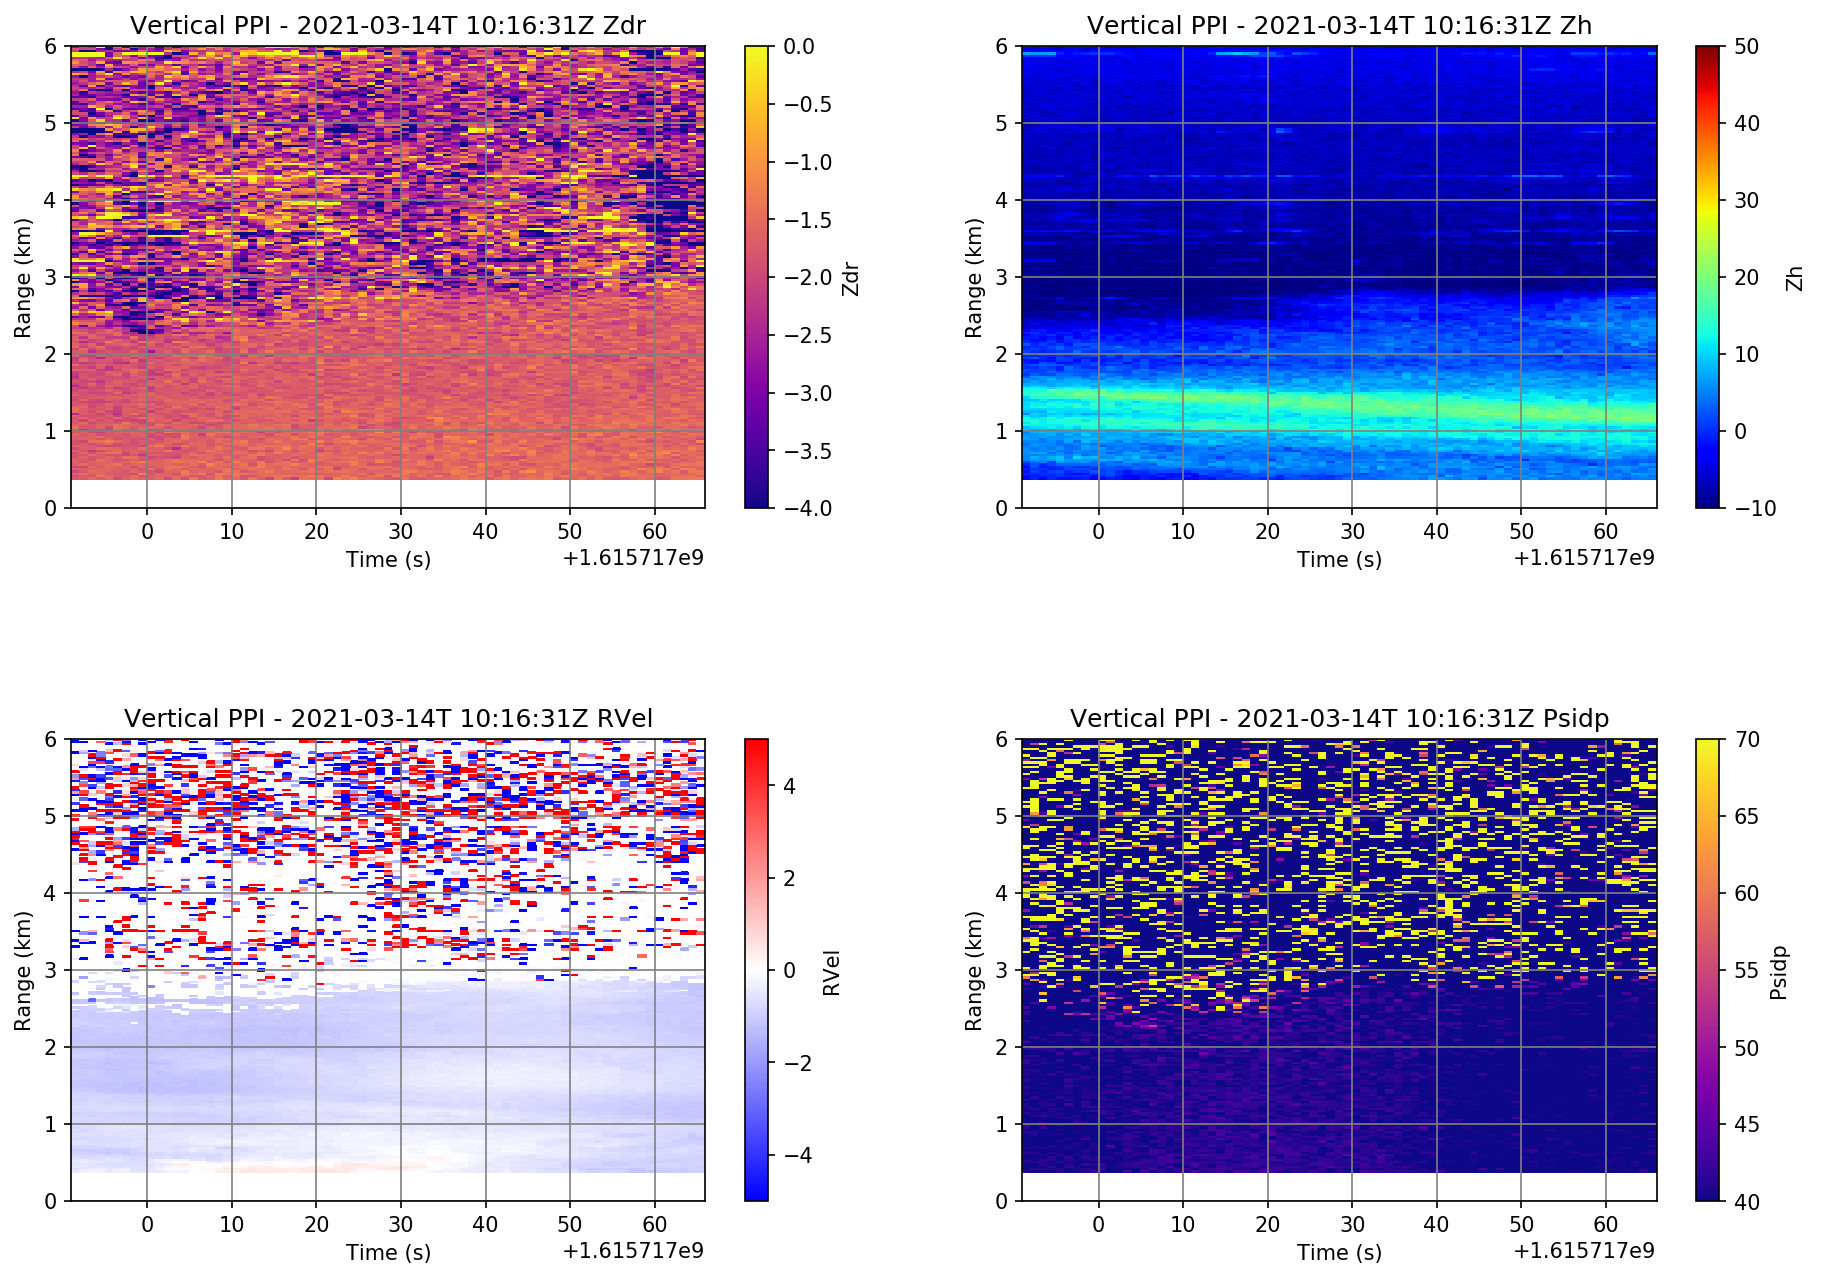 Vertical PPI - 2021-03-14T 10:16:31Z Zdr
6
5
4
3
2
1
0
Range (km)
0 10 20 30 40 50 60
Time (s)
+1.615717e9
0.0
−0.5
−1.0
−1.5
−2.0
−2.5
−3.0
−3.5
−4.0
Zdr
Vertical PPI - 2021-03-14T 10:16:31Z Zh
6
5
4
3
2
1
0
Range (km)
0 10 20 30 40 50 60
Time (s)
+1.615717e9
50
40
30
20
10
0
−10
Zh
Vertical PPI - 2021-03-14T 10:16:31Z RVel
6
5
4
3
2
1
0
Range (km)
0 10 20 30 40 50 60
Time (s)
+1.615717e9
4
2
0
−2
−4
RVel
Vertical PPI - 2021-03-14T 10:16:31Z Psidp
6
5
4
3
2
1
0
Range (km)
0 10 20 30 40 50 60
Time (s)
+1.615717e9
70
65
60
55
50
45
40
Psidp